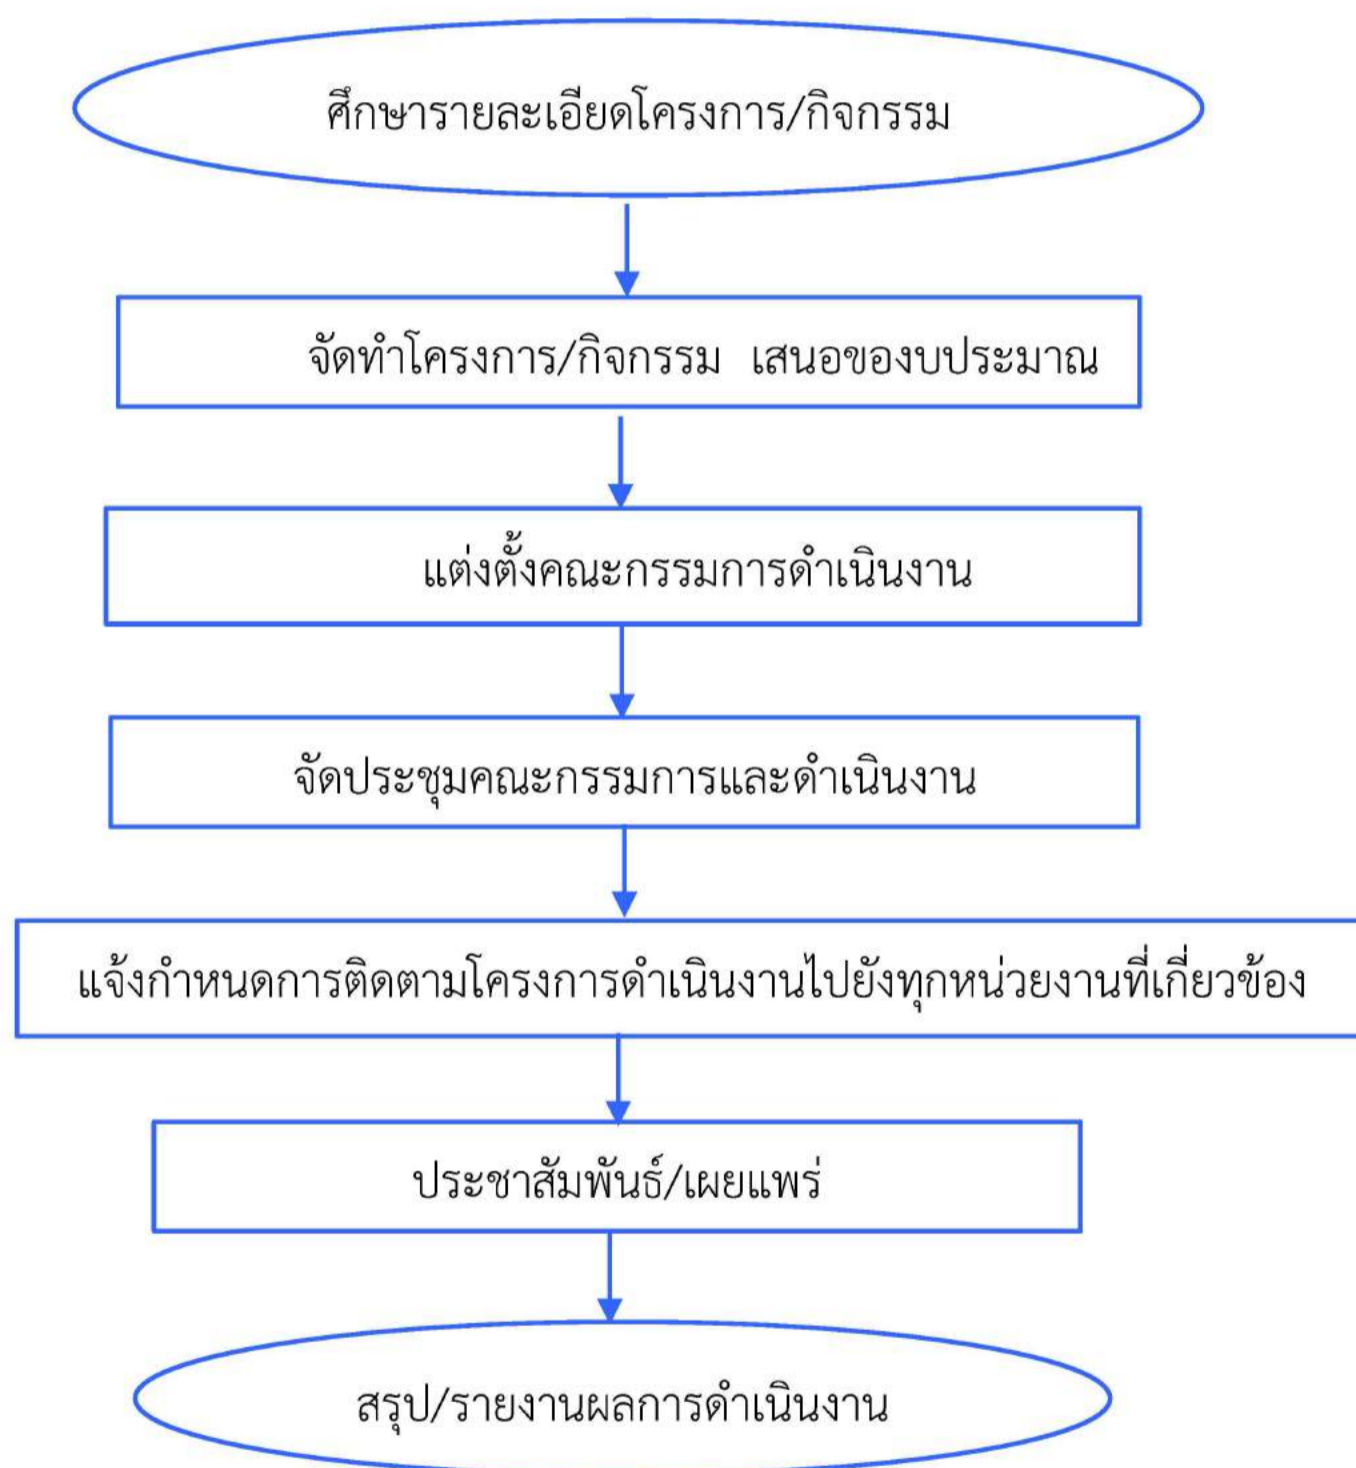 ศึกษารายละเอียดโครงการ/กิจกรรม
จัดทำโครงการ/กิจกรรม เสนอของบประมาณ
แต่งตั้งคณะกรรมการดำเนินงาน
จัดประชุมคณะกรรมการและดำเนินงาน
แจ้งกำหนดการติดตามโครงการดำเนินงานไปยังทุกหน่วยงานที่เกี่ยวข้อง
ประชาสัมพันธ์/เผยแพร่
สรุป/รายงานผลการดำเนินงาน